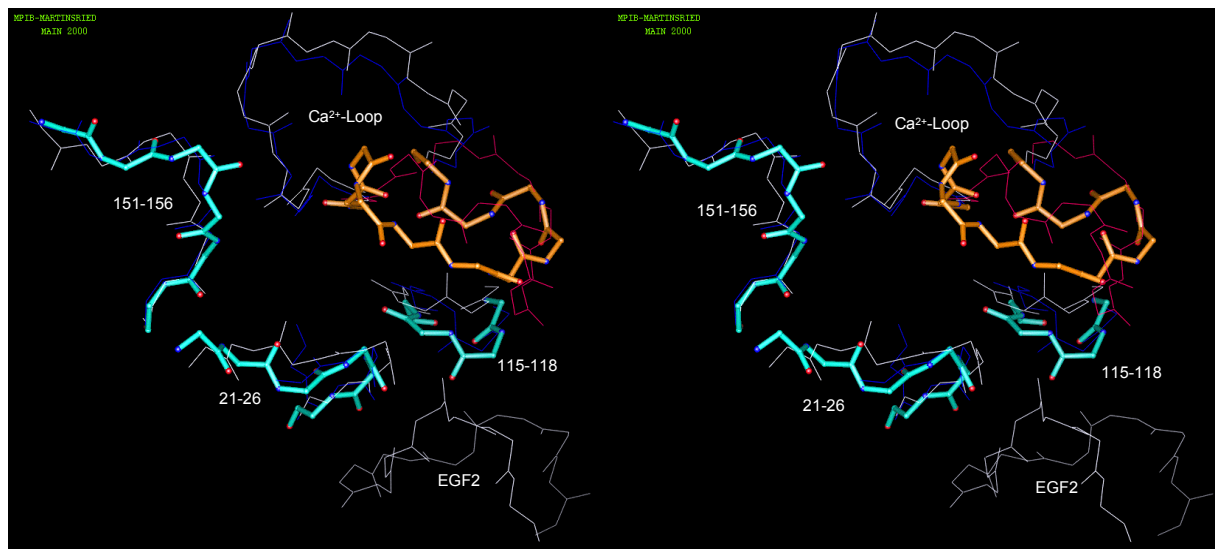 MPIB-MARTINSRIED
MAIN 2000
Ca²⁺-Loop
151-156
115-118
21-26
EGF2
MPIB-MARTINSRIED
MAIN 2000
Ca²⁺-Loop
151-156
115-118
21-26
EGF2